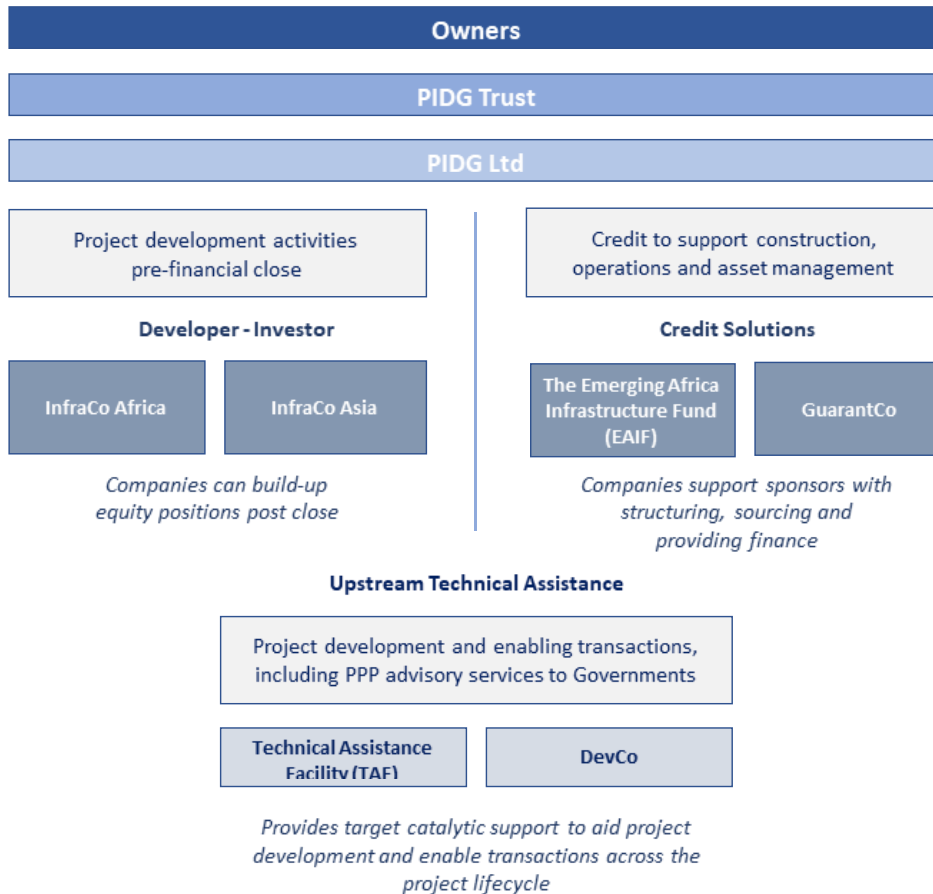 Owners
PIDG Trust
PIDG Ltd
Project development activities
pre-financial close
Developer - Investor
InfraCo Africa
InfraCo Asia
Companies can build-up
equity positions post close
Credit to support construction,
operations and asset management
Credit Solutions
The Emerging Africa
Infrastructure Fund
(EAIF)
GuarantCo
Companies support sponsors with
structuring, sourcing and
providing finance
Upstream Technical Assistance
Project development and enabling transactions,
including PPP advisory services to Governments
Technical Assistance
Facility (TAF)
DevCo
Provides target catalytic support to aid project
development and enable transactions across the
project lifecycle